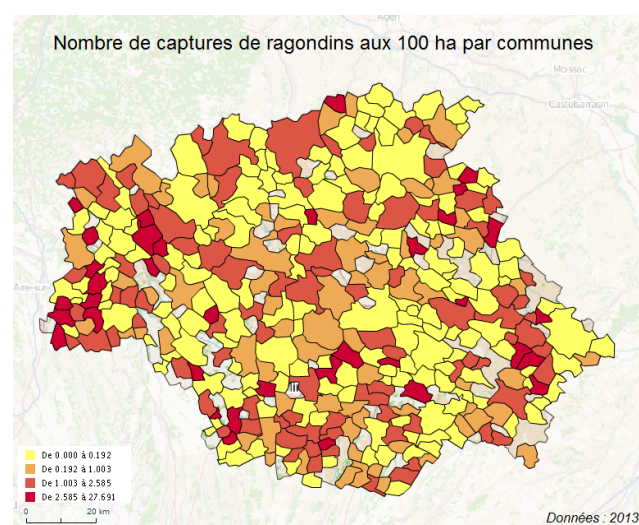 Agen
Nombre de captures de ragondins aux 100 ha par communes
Moissac
Castelsarrasin
Aire-sur-
De 0.000 à 0.192
De 0.192 à 1.003
De 1.003 à 2.585
De 2.585 à 27.691
0 20 km
Données : 2013